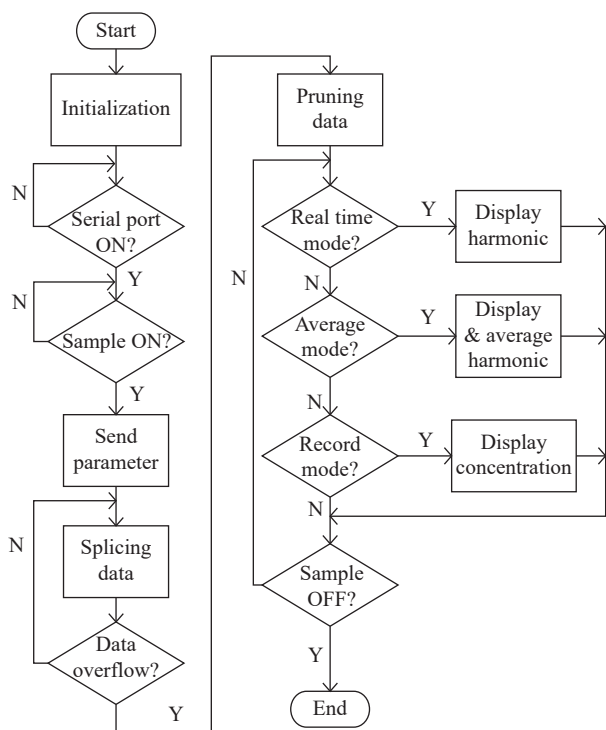 Start
Initialization
N
Serial port
ON?
Y
N
Sample ON?
Y
Send
parameter
N
Splicing
data
Data
overflow?
Y
Pruning
data
N
Real time
mode?
Y
Display
harmonic
N
Average
mode?
Y
Display
& average
harmonic
N
Record
mode?
Y
Display
concentration
N
Sample
OFF?
Y
End